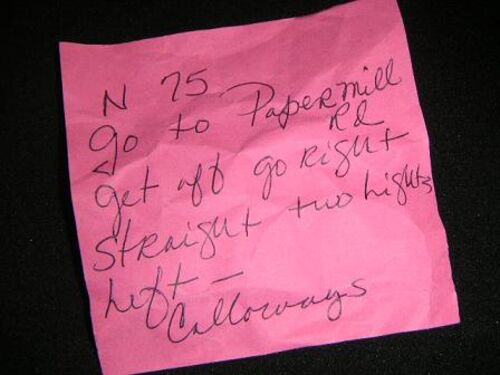 N 75
go to Papermill
Rd
get off go Right
Straight two Lights
Left –
Calloways